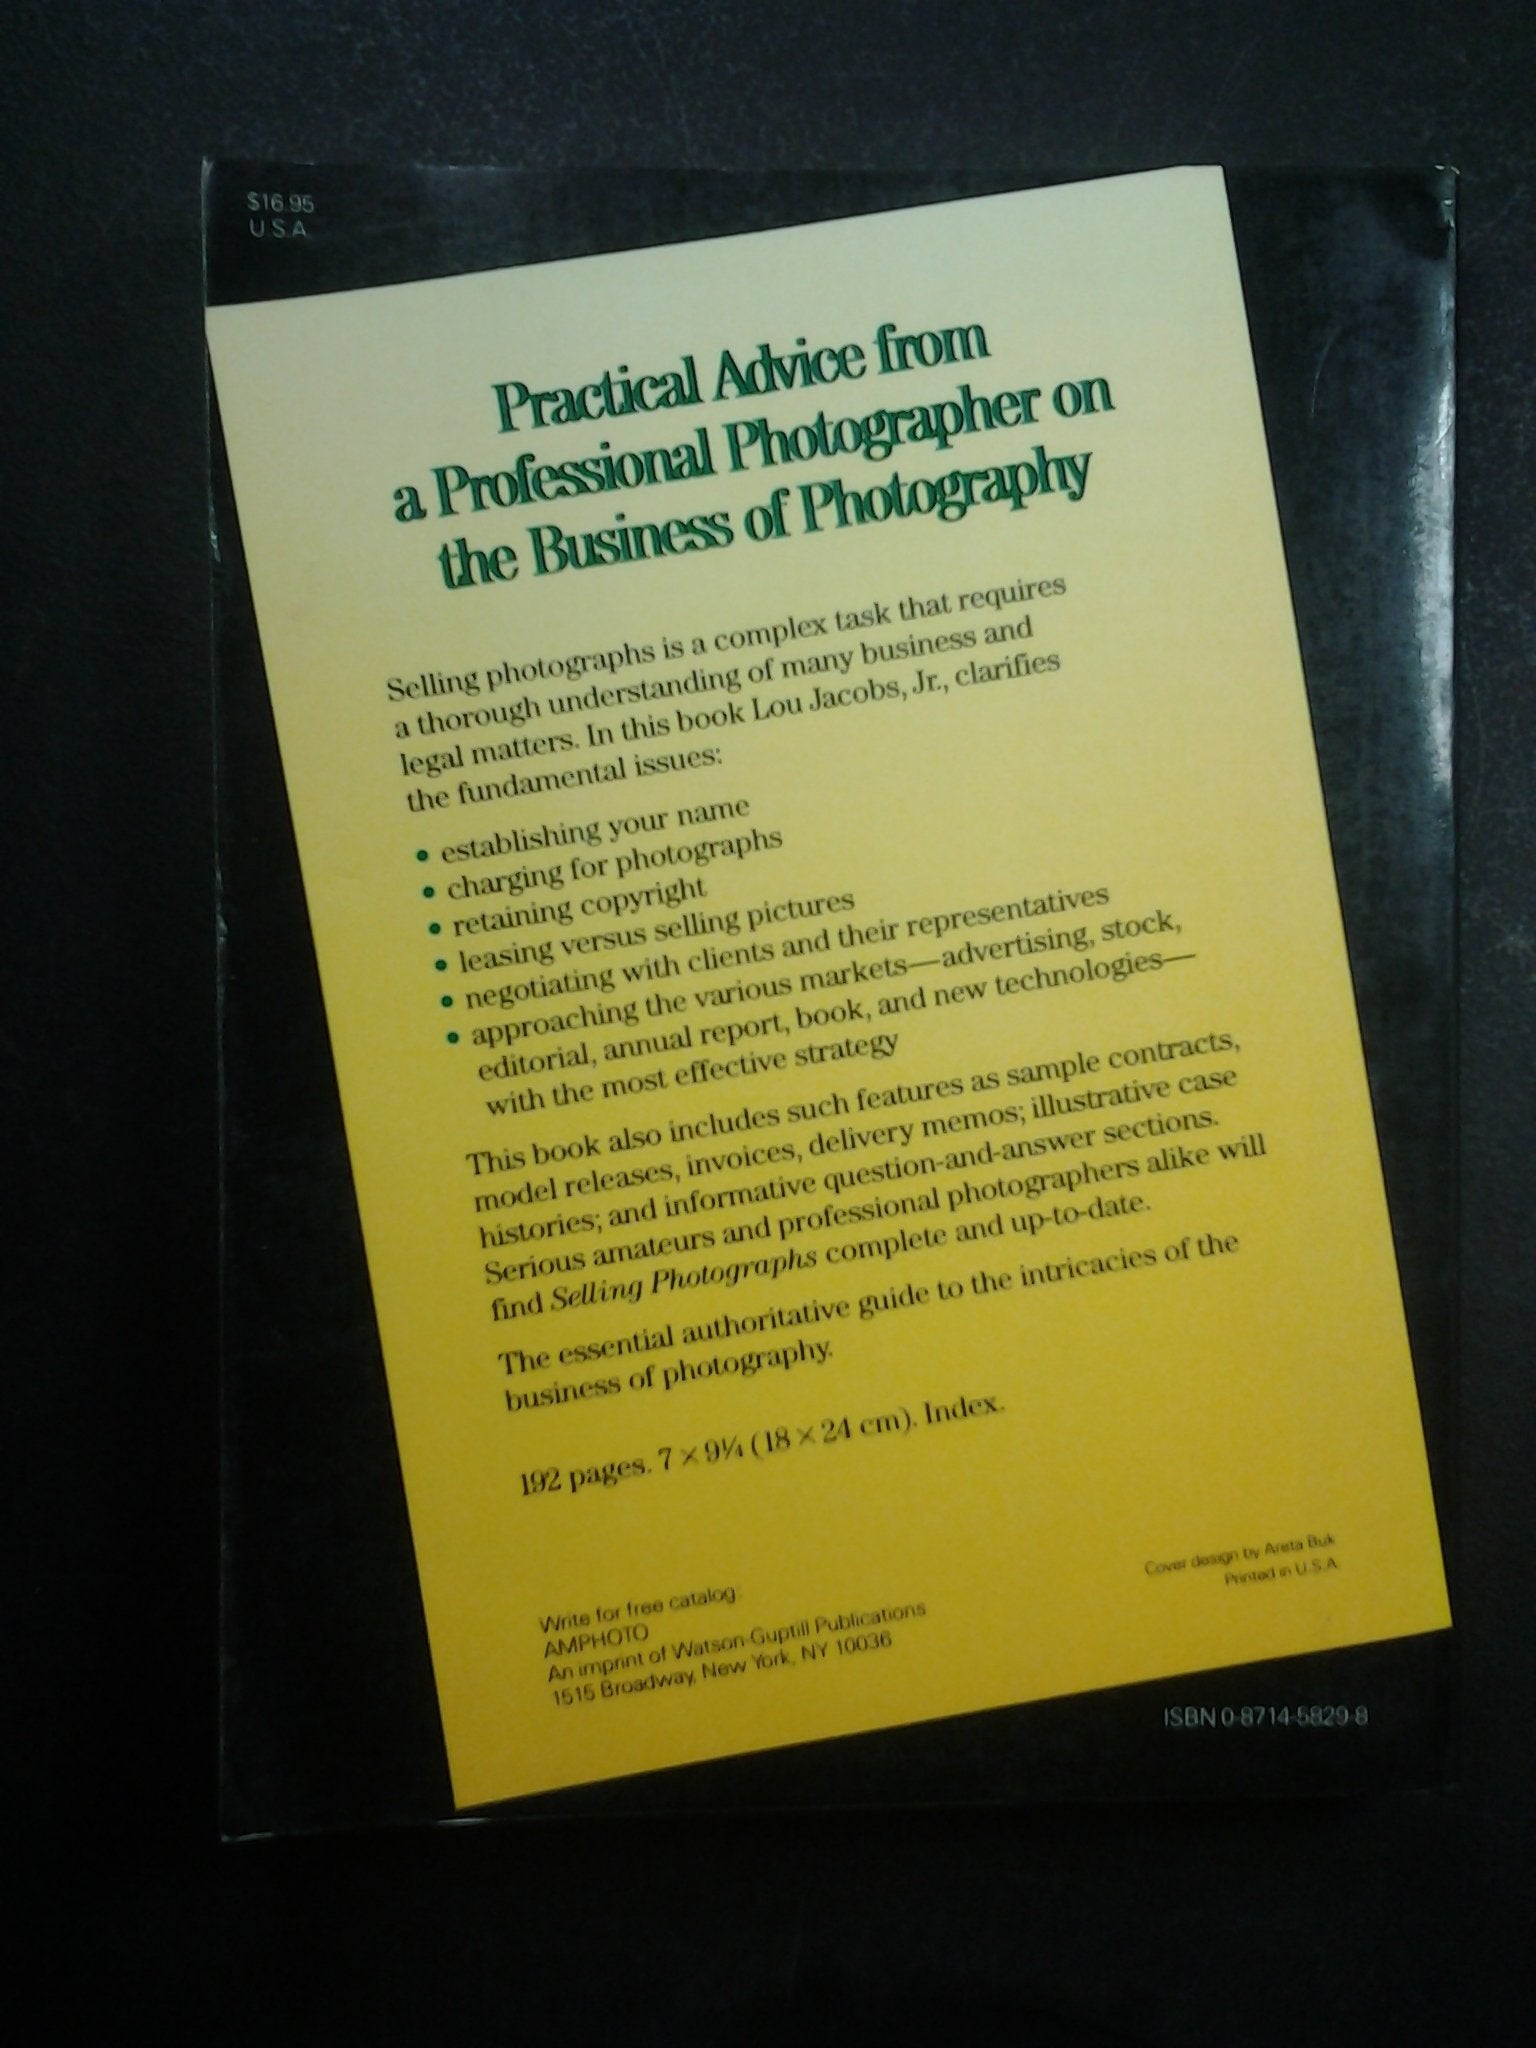 $16.95
U.S.A.
Practical Advice from
a Professional Photographer on
the Business of Photography
Selling photographs is a complex task that requires
a thorough understanding of many business and
legal matters. In this book Lou Jacobs, Jr., clarifies
the fundamental issues:
• establishing your name
• charging for photographs
• retaining copyright
• leasing versus selling pictures
• negotiating with clients and their representatives
• approaching the various markets—advertising, stock,
editorial, annual report, book, and new technologies—
with the most effective strategy
This book also includes such features as sample contracts,
model releases, invoices, delivery memos; illustrative case
histories; and informative question-and-answer sections.
Serious amateurs and professional photographers alike will
find Selling Photographs complete and up-to-date.
The essential authoritative guide to the intricacies of the
business of photography.
192 pages. 7 × 9¼ (18 × 24 cm). Index.
Cover design by Areta Buk
Printed in U.S.A.
Write for free catalog:
AMPHOTO
An imprint of Watson-Guptill Publications
1515 Broadway, New York, NY 10036
ISBN 0-8714-5829-8